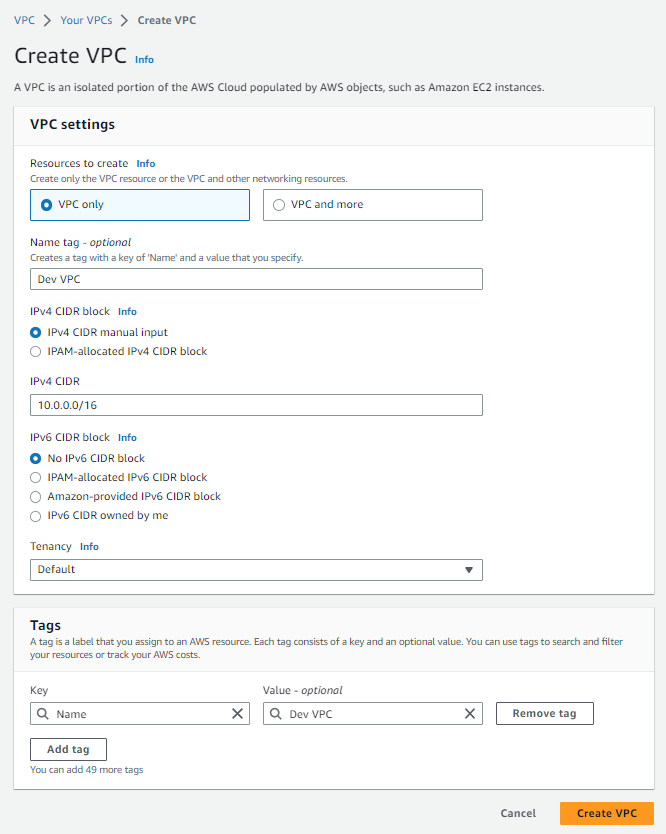 VPC > Your VPCs > Create VPC
Create VPC Info
A VPC is an isolated portion of the AWS Cloud populated by AWS objects, such as Amazon EC2 instances.
VPC settings
Resources to create Info
Create only the VPC resource or the VPC and other networking resources.
VPC only
VPC and more
Name tag - optional
Creates a tag with a key of 'Name' and a value that you specify.
Dev VPC
IPv4 CIDR block Info
IPv4 CIDR manual input
IPAM-allocated IPv4 CIDR block
IPv4 CIDR
10.0.0.0/16
IPv6 CIDR block Info
No IPv6 CIDR block
IPAM-allocated IPv6 CIDR block
Amazon-provided IPv6 CIDR block
IPv6 CIDR owned by me
Tenancy Info
Default
Tags
A tag is a label that you assign to an AWS resource. Each tag consists of a key and an optional value. You can use tags to search and filter
your resources or track your AWS costs.
Key
Value - optional
Name
Dev VPC
Remove tag
Add tag
You can add 49 more tags
Cancel
Create VPC